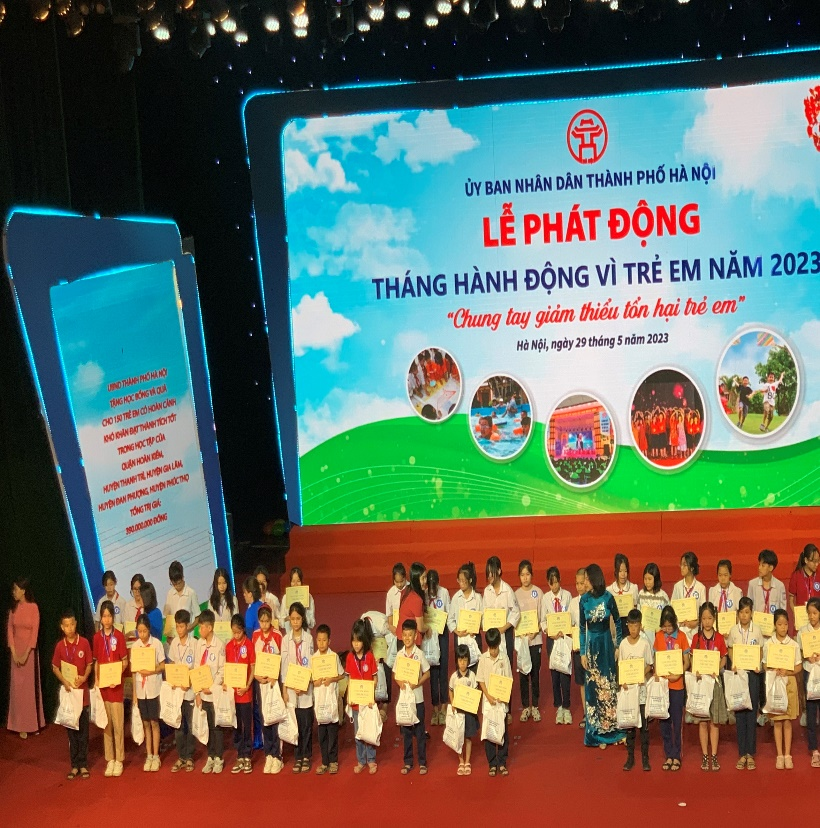 ỦY BAN NHÂN DÂN THÀNH PHỐ HÀ NỘI
LỄ PHÁT ĐỘNG
THÁNG HÀNH ĐỘNG VÌ TRẺ EM NĂM 2023
“Chung tay giảm thiểu tổn hại trẻ em”
Hà Nội, ngày 29 tháng 5 năm 2023
UBND THÀNH PHỐ HÀ NỘI
TẶNG HỌC BỔNG VÀ QUÀ
CHO 150 TRẺ EM CÓ HOÀN CẢNH
KHÓ KHĂN ĐẠT THÀNH TÍCH TỐT
TRONG HỌC TẬP CỦA
QUẬN HOÀN KIẾM,
HUYỆN THANH TRÌ, HUYỆN GIA LÂM,
HUYỆN ĐAN PHƯỢNG, HUYỆN PHÚC THỌ
TỔNG TRỊ GIÁ:
390.000.000 ĐỒNG